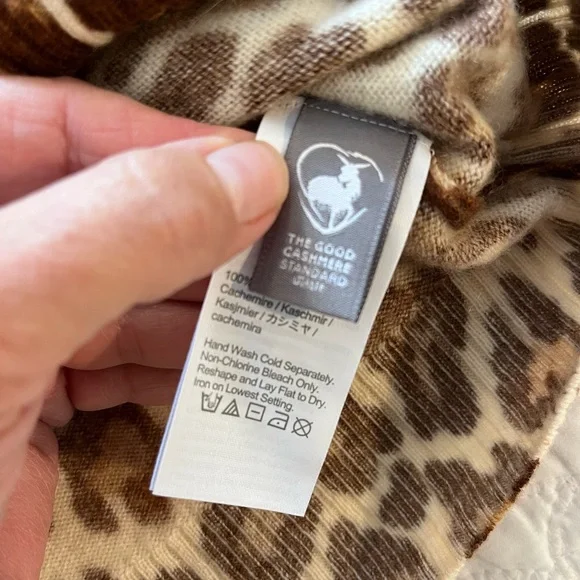 THE GOOD
CASHMERE
STANDARD
100%
Cachemire / Kaschmir /
Kasjmier / カシミヤ /
cachemira
Hand Wash Cold Separately.
Non-Chlorine Bleach Only.
Reshape and Lay Flat to Dry.
Iron on Lowest Setting.